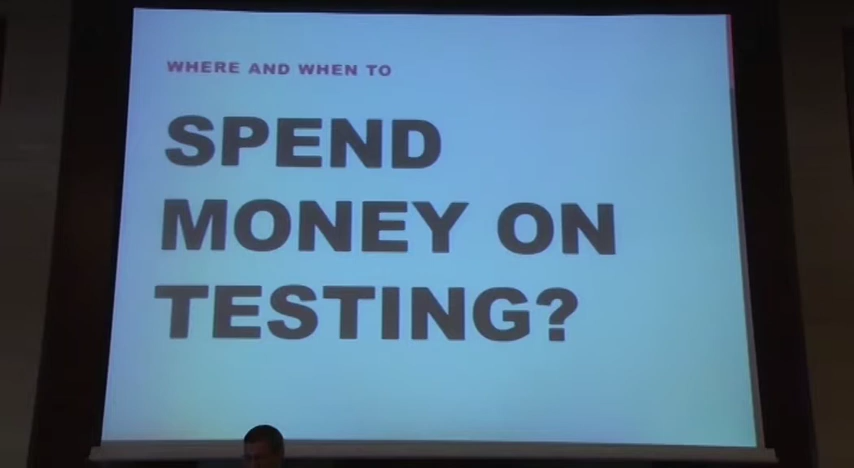 WHERE AND WHEN TO
SPEND
MONEY ON
TESTING?